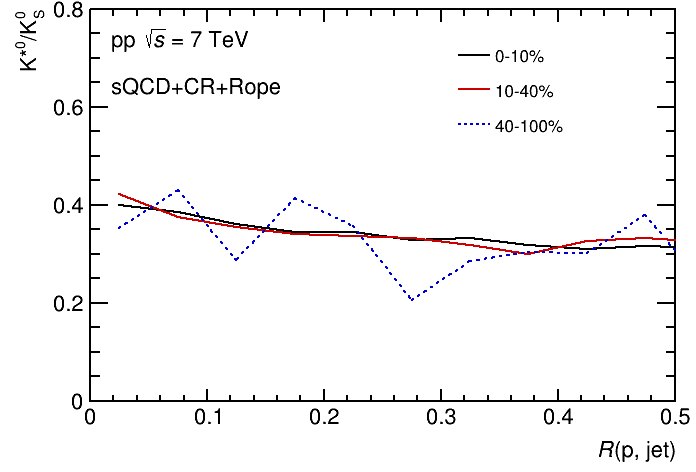 K*⁰/K⁰_S
pp √s = 7 TeV
sQCD+CR+Rope
0-10%
10-40%
40-100%
0.8
0.6
0.4
0.2
0
0 0.1 0.2 0.3 0.4 0.5
R(p, jet)